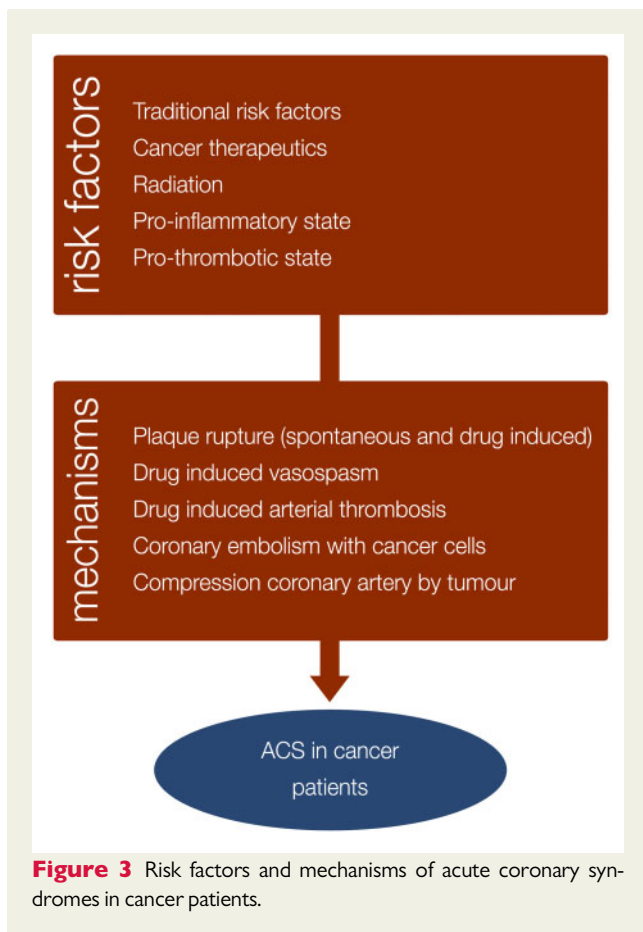 risk factors
Traditional risk factors
Cancer therapeutics
Radiation
Pro-inflammatory state
Pro-thrombotic state
mechanisms
Plaque rupture (spontaneous and drug induced)
Drug induced vasospasm
Drug induced arterial thrombosis
Coronary embolism with cancer cells
Compression coronary artery by tumour
ACS in cancer
patients
Figure 3 Risk factors and mechanisms of acute coronary syn-
dromes in cancer patients.